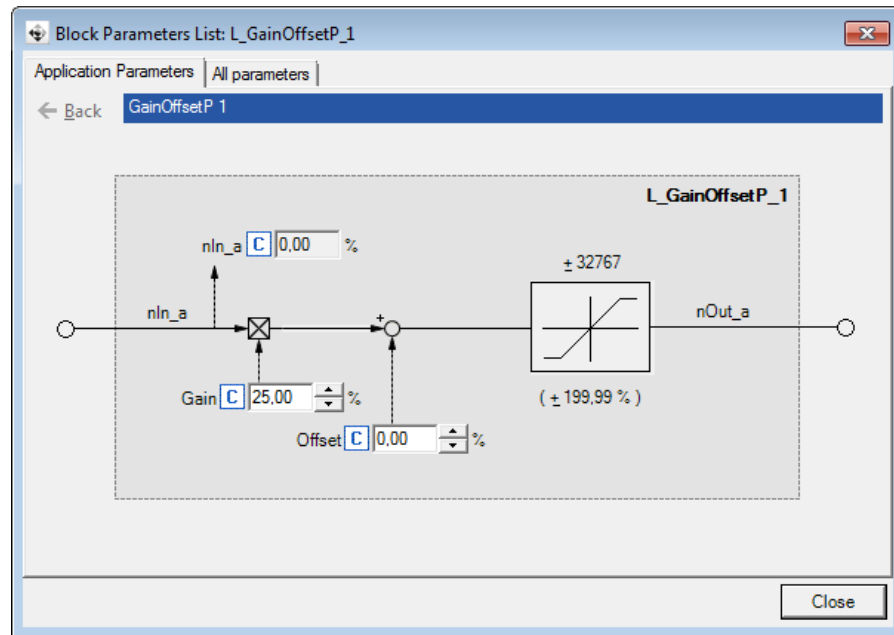 Block Parameters List: L_GainOffsetP_1
Application Parameters All parameters
Back GainOffsetP 1
L_GainOffsetP_1
nIn_a C 0,00 %
± 32767
nIn_a
nOut_a
Gain C 25,00 %
( ± 199,99 % )
Offset C 0,00 %
+
Close